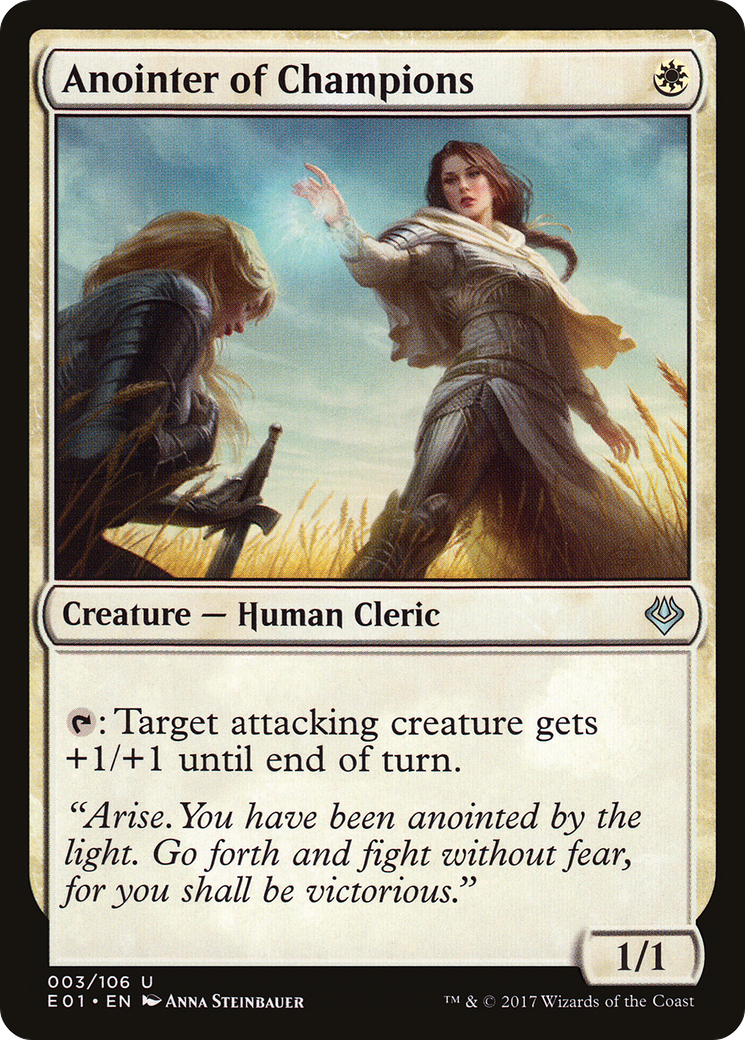 Anointer of Champions
Creature — Human Cleric
: Target attacking creature gets
+1/+1 until end of turn.
“Arise. You have been anointed by the
light. Go forth and fight without fear,
for you shall be victorious.”
1/1
003/106 U
E01 • EN Anna Steinbauer
™ & © 2017 Wizards of the Coast